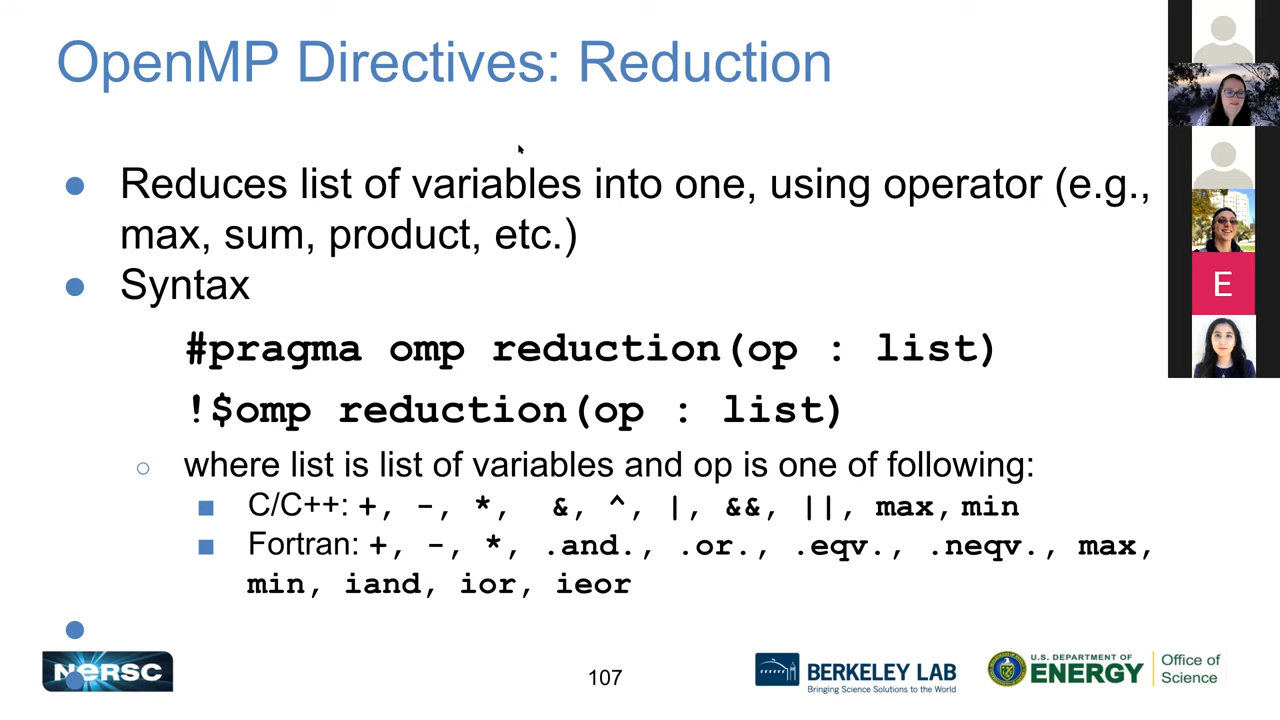 OpenMP Directives: Reduction
Reduces list of variables into one, using operator (e.g.,
max, sum, product, etc.)
Syntax
#pragma omp reduction(op : list)
!$omp reduction(op : list)
where list is list of variables and op is one of following:
C/C++: +, -, *, &, ^, |, &&, ||, max, min
Fortran: +, -, *, .and., .or., .eqv., .neqv., max,
min, iand, ior, ieor
E
NERSC
107
BERKELEY LAB
Bringing Science Solutions to the World
U.S. DEPARTMENT OF
ENERGY
Office of
Science